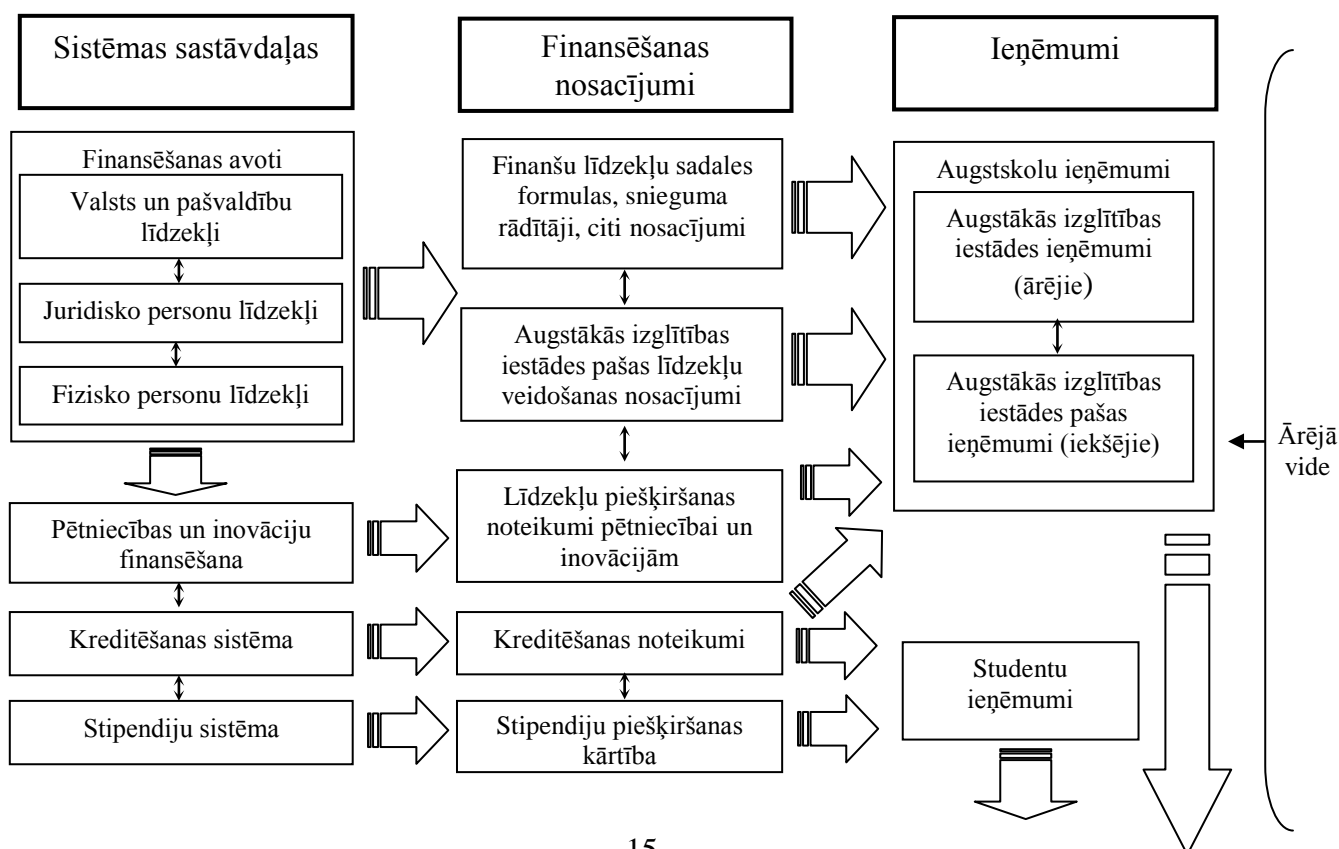 Sistēmas sastāvdaļas
Finansēšanas
nosacījumi
Ieņēmumi
Finansēšanas avoti
Valsts un pašvaldību
līdzekļi
Juridisko personu līdzekļi
Fizisko personu līdzekļi
Pētniecības un inovāciju
finansēšana
Kreditēšanas sistēma
Stipendiju sistēma
Finanšu līdzekļu sadales
formulas, snieguma
rādītāji, citi nosacījumi
Augstākās izglītības
iestādes pašas līdzekļu
veidošanas nosacījumi
Līdzekļu piešķiršanas
noteikumi pētniecībai un
inovācijām
Kreditēšanas noteikumi
Stipendiju piešķiršanas
kārtība
Augstskolu ieņēmumi
Augstākās izglītības
iestādes ieņēmumi
(ārējie)
Augstākās izglītības
iestādes pašas
ieņēmumi (iekšējie)
Studentu
ieņēmumi
Ārējā
vide
15